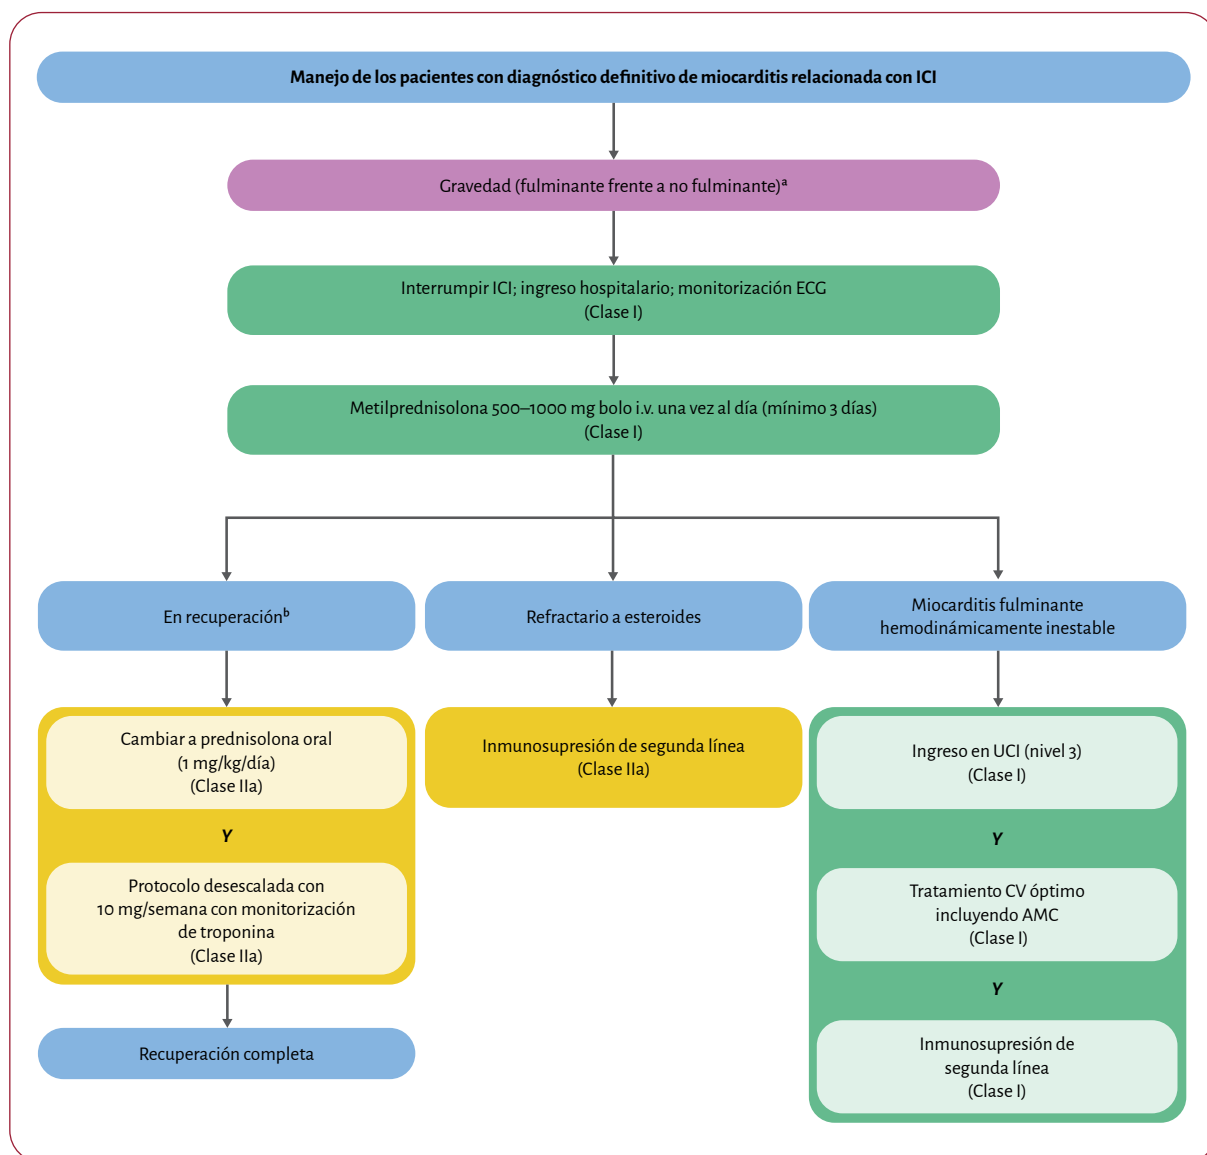 Manejo de los pacientes con diagnóstico definitivo de miocarditis relacionada con ICI
Gravedad (fulminante frente a no fulminante)ᵃ
Interrumpir ICI; ingreso hospitalario; monitorización ECG
(Clase I)
Metilprednisolona 500–1000 mg bolo i.v. una vez al día (mínimo 3 días)
(Clase I)
En recuperaciónᵇ
Cambiar a prednisolona oral
(1 mg/kg/día)
(Clase IIa)
Y
Protocolo desescalada con
10 mg/semana con monitorización
de troponina
(Clase IIa)
Recuperación completa
Refractario a esteroides
Inmunosupresión de segunda línea
(Clase IIa)
Miocarditis fulminante
hemodinámicamente inestable
Ingreso en UCI (nivel 3)
(Clase I)
Y
Tratamiento CV óptimo
incluyendo AMC
(Clase I)
Y
Inmunosupresión de
segunda línea
(Clase I)